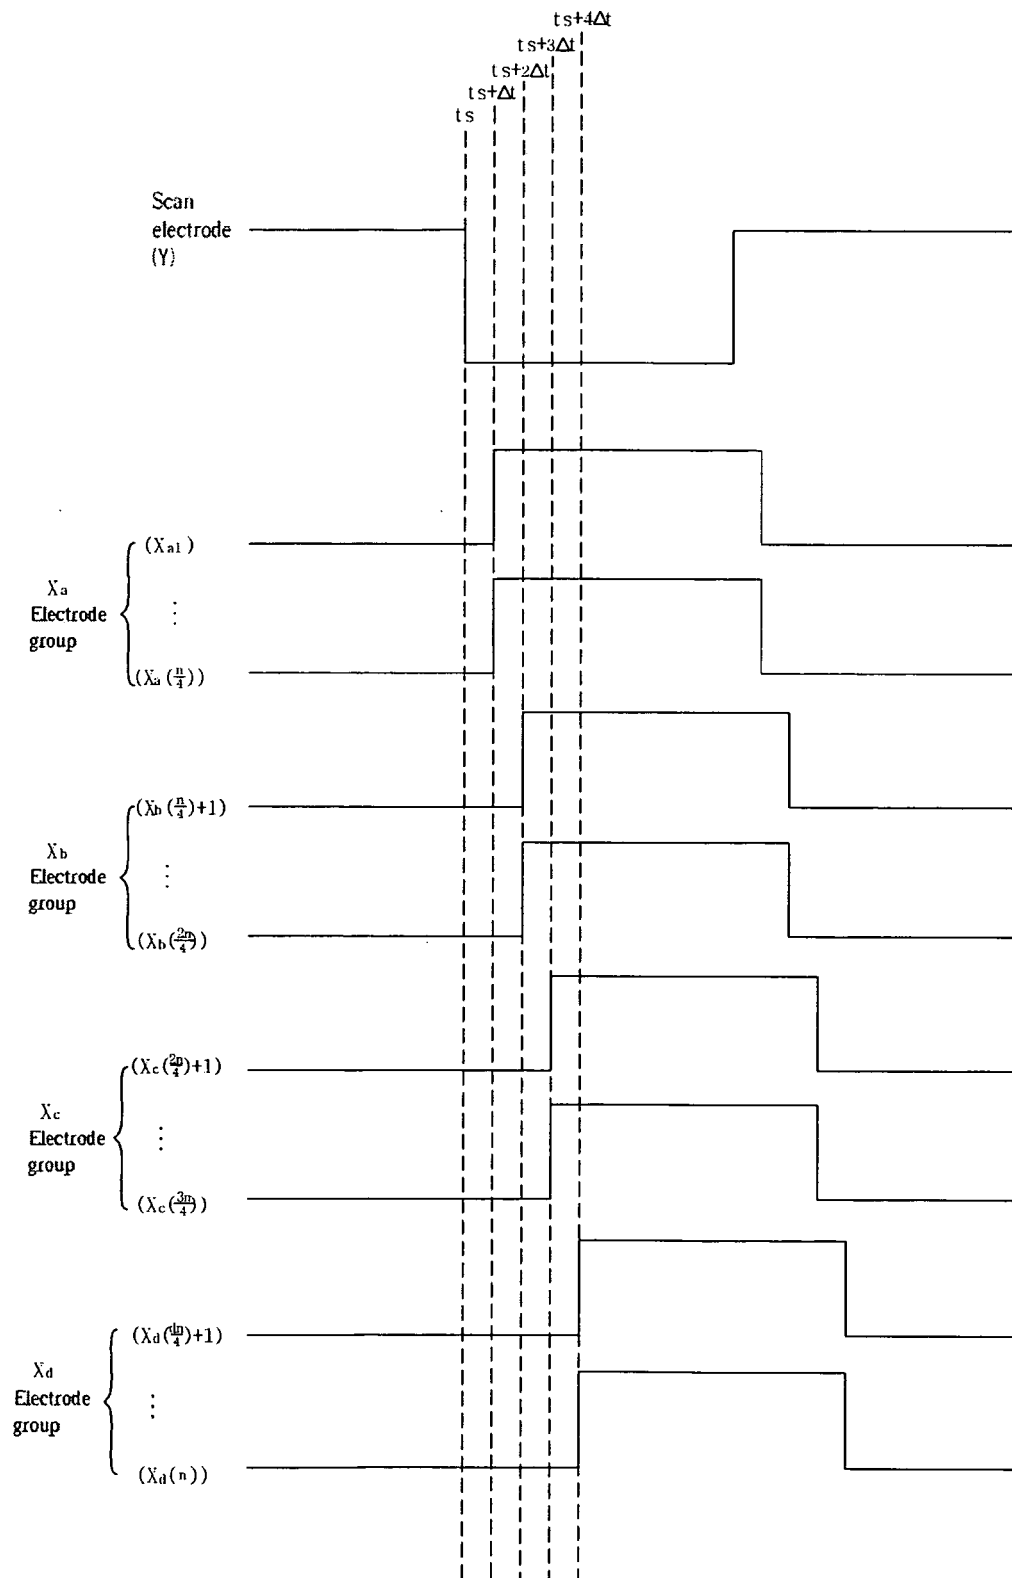 ts+4Δt
ts+3Δt
ts+2Δt
ts+Δt
ts
Scan
electrode
(Y)
(Xa1)
Xa
Electrode
group
⋮
(Xa(n/4))
(Xb(n/4)+1)
Xb
Electrode
group
⋮
(Xb(2n/4))
(Xc(2n/4)+1)
Xc
Electrode
group
⋮
(Xc(3n/4))
(Xd(4n/4)+1)
Xd
Electrode
group
⋮
(Xd(n))